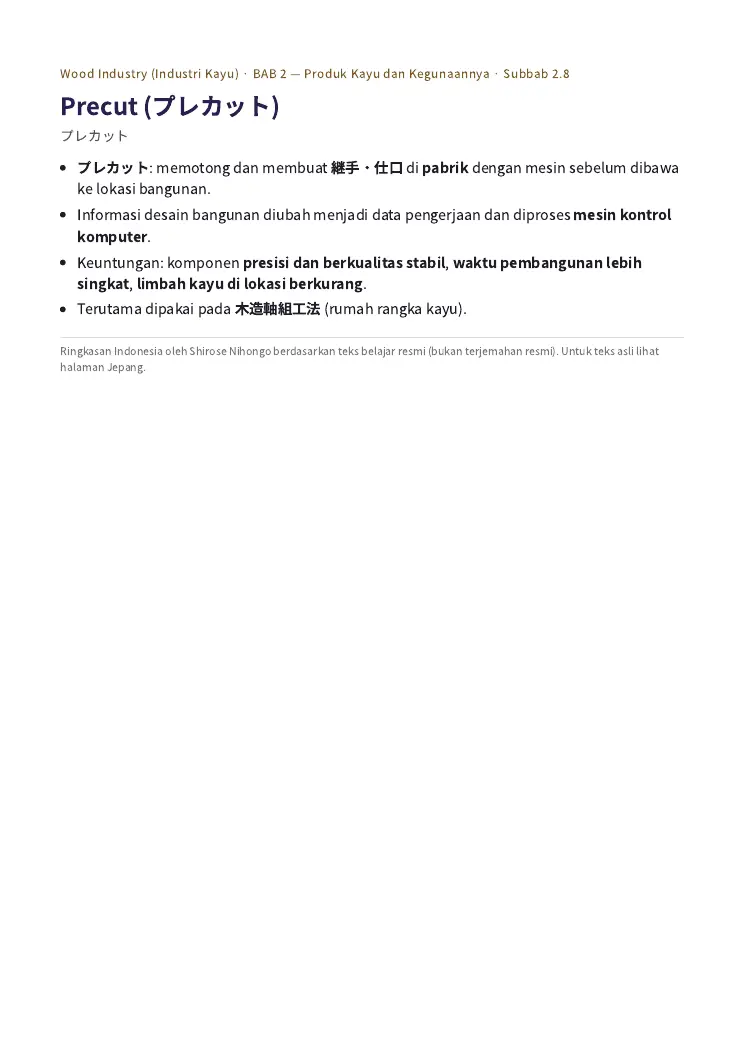 Wood Industry (Industri Kayu) · BAB 2 — Produk Kayu dan Kegunaannya · Subbab 2.8
Precut (プレカット)
プレカット
• プレカット: memotong dan membuat 継手・仕口 di pabrik dengan mesin sebelum dibawa
ke lokasi bangunan.
• Informasi desain bangunan diubah menjadi data pengerjaan dan diproses mesin kontrol
komputer.
• Keuntungan: komponen presisi dan berkualitas stabil, waktu pembangunan lebih
singkat, limbah kayu di lokasi berkurang.
• Terutama dipakai pada 木造軸組工法 (rumah rangka kayu).
Ringkasan Indonesia oleh Shirose Nihongo berdasarkan teks belajar resmi (bukan terjemahan resmi). Untuk teks asli lihat
halaman Jepang.